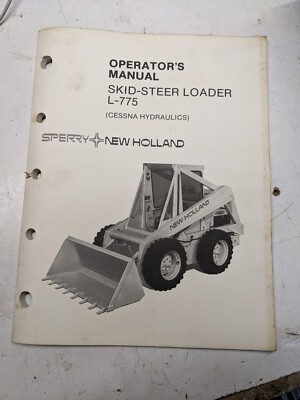 OPERATOR'S
MANUAL
SKID-STEER LOADER
L-775
(CESSNA HYDRAULICS)
SPERRY NEW HOLLAND
NEW HOLLAND